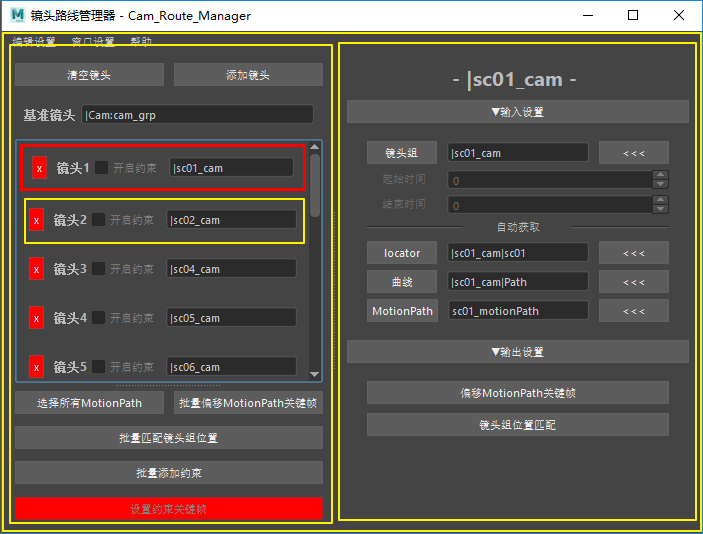 镜头路线管理器 - Cam_Route_Manager
编辑设置 窗口设置 帮助
清空镜头 添加镜头
基准镜头 |Cam:cam_grp
x 镜头1 开启约束 |sc01_cam
x 镜头2 开启约束 |sc02_cam
x 镜头3 开启约束 |sc04_cam
x 镜头4 开启约束 |sc05_cam
x 镜头5 开启约束 |sc06_cam
选择所有MotionPath 批量偏移MotionPath关键帧
批量匹配镜头组位置
批量添加约束
设置约束关键帧
- |sc01_cam -
▼输入设置
镜头组 |sc01_cam <<<
起始时间 0
结束时间 0
自动获取
locator |sc01_cam|sc01 <<<
曲线 |sc01_cam|Path <<<
MotionPath sc01_motionPath <<<
▼输出设置
偏移MotionPath关键帧
镜头组位置匹配